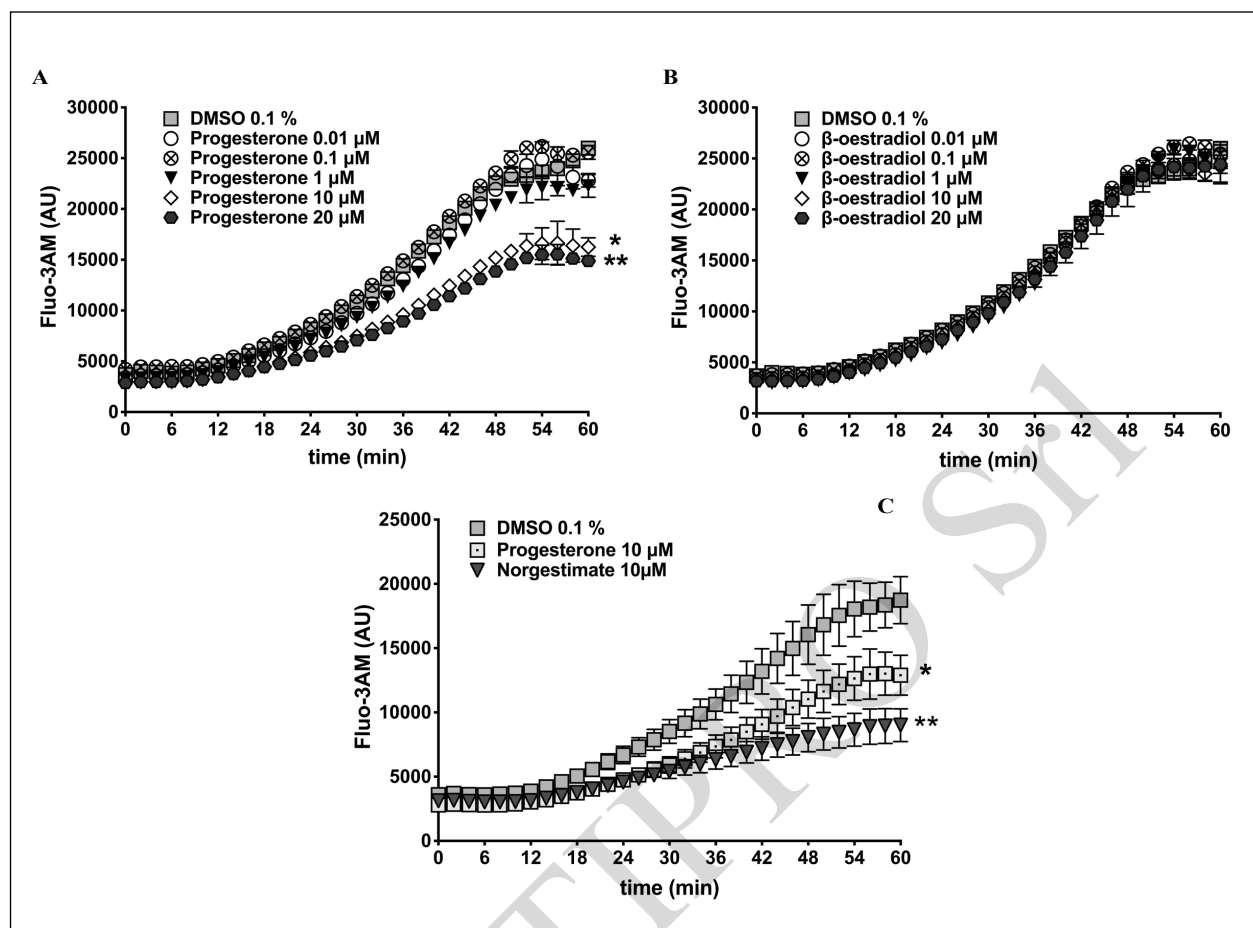 A
30000
25000
20000
15000
10000
5000
0
Fluo-3AM (AU)
DMSO 0.1 %
Progesterone 0.01 µM
Progesterone 0.1 µM
Progesterone 1 µM
Progesterone 10 µM
Progesterone 20 µM
*
**
0 6 12 18 24 30 36 42 48 54 60
time (min)
B
30000
25000
20000
15000
10000
5000
0
Fluo-3AM (AU)
DMSO 0.1 %
β-oestradiol 0.01 µM
β-oestradiol 0.1 µM
β-oestradiol 1 µM
β-oestradiol 10 µM
β-oestradiol 20 µM
0 6 12 18 24 30 36 42 48 54 60
time (min)
C
25000
20000
15000
10000
5000
0
Fluo-3AM (AU)
DMSO 0.1 %
Progesterone 10 µM
Norgestimate 10µM
*
**
0 6 12 18 24 30 36 42 48 54 60
time (min)
TIPRO Srl